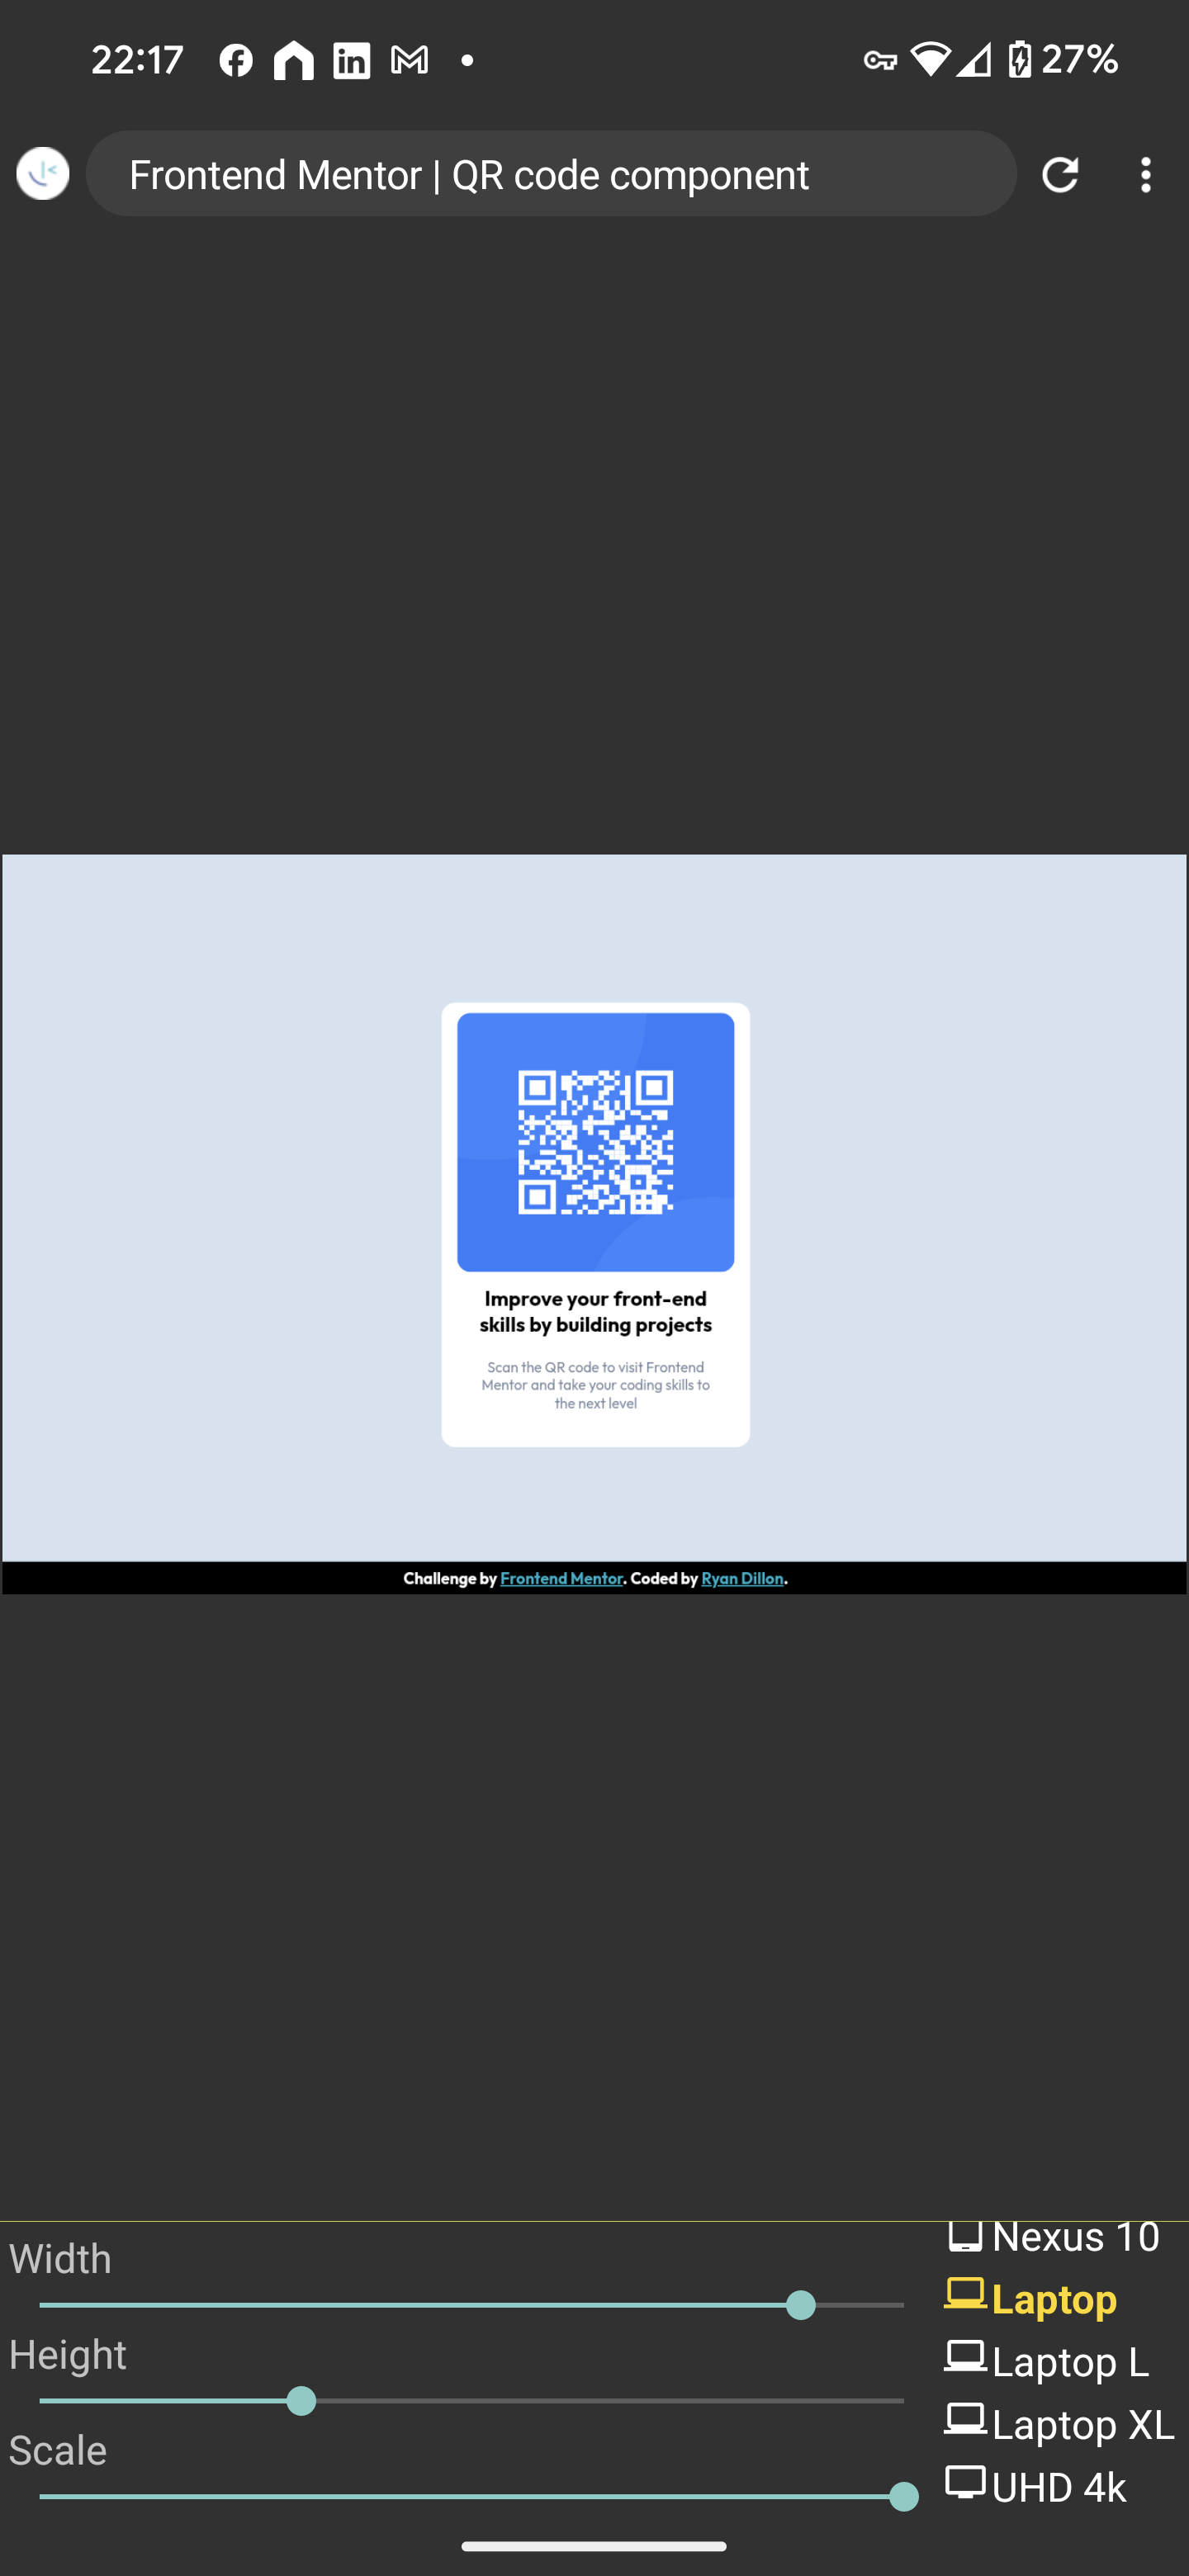 22:17
27%
Frontend Mentor | QR code component
Improve your front-end
skills by building projects
Scan the QR code to visit Frontend
Mentor and take your coding skills to
the next level
Challenge by Frontend Mentor. Coded by Ryan Dillon.
Width
Height
Scale
Nexus 10
Laptop
Laptop L
Laptop XL
UHD 4k